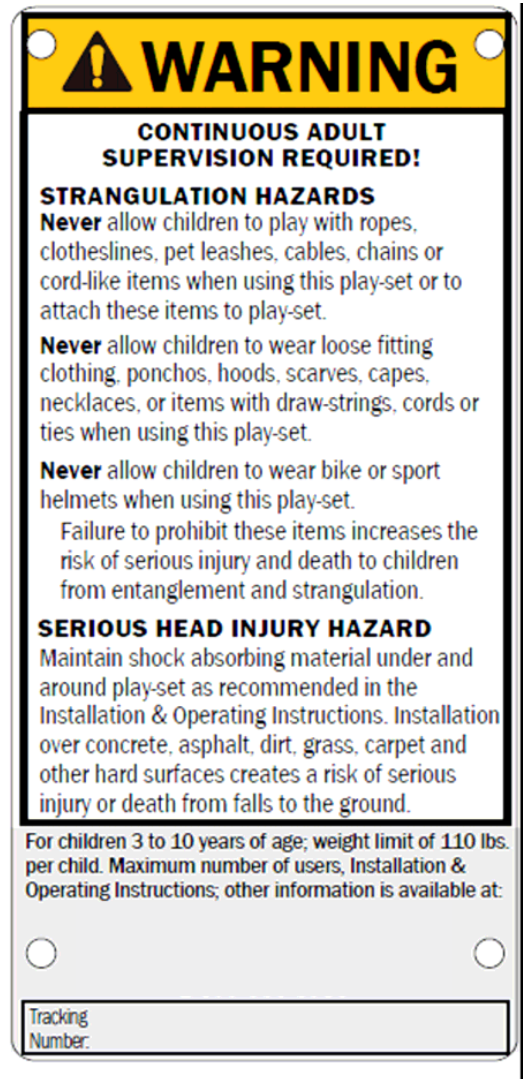 WARNING
CONTINUOUS ADULT
SUPERVISION REQUIRED!
STRANGULATION HAZARDS
Never allow children to play with ropes,
clotheslines, pet leashes, cables, chains or
cord-like items when using this play-set or to
attach these items to play-set.
Never allow children to wear loose fitting
clothing, ponchos, hoods, scarves, capes,
necklaces, or items with draw-strings, cords or
ties when using this play-set.
Never allow children to wear bike or sport
helmets when using this play-set.
Failure to prohibit these items increases the
risk of serious injury and death to children
from entanglement and strangulation.
SERIOUS HEAD INJURY HAZARD
Maintain shock absorbing material under and
around play-set as recommended in the
Installation & Operating Instructions. Installation
over concrete, asphalt, dirt, grass, carpet and
other hard surfaces creates a risk of serious
injury or death from falls to the ground.
For children 3 to 10 years of age; weight limit of 110 lbs.
per child. Maximum number of users, Installation &
Operating Instructions; other information is available at:
Tracking
Number: